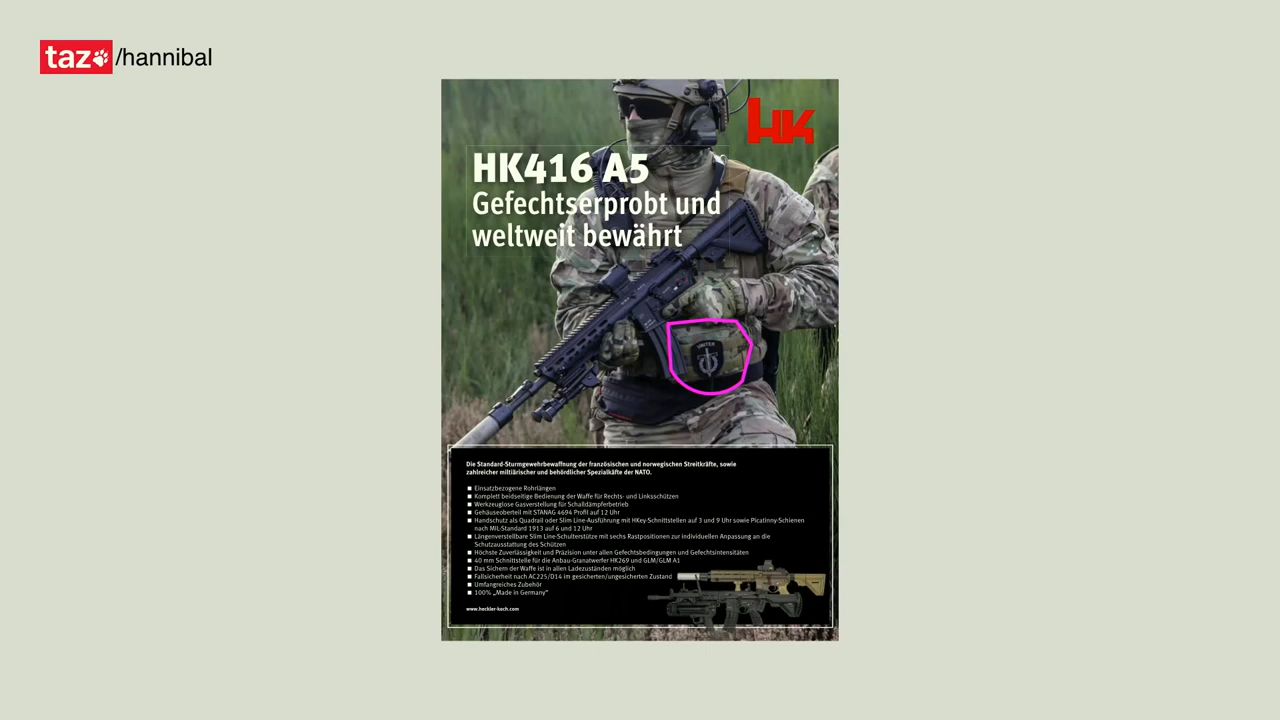 taz/hannibal
HK
HK416 A5
Gefechtserprobt und
weltweit bewährt
UNITER
Die Standard-Sturmgewehrbewaffnung der französischen und norwegischen Streitkräfte, sowie
zahlreicher militärischer und behördlicher Spezialkäfte der NATO.
■ Einsatzbezogene Rohrlängen
■ Komplett beidseitige Bedienung der Waffe für Rechts- und Linksschützen
■ Werkzeuglose Gasverstellung für Schalldämpferbetrieb
■ Gehäuseoberteil mit STANAG 4694 Profil auf 12 Uhr
■ Handschutz als Quadrail oder Slim Line-Ausführung mit HKey-Schnittstellen auf 3 und 9 Uhr sowie Picatinny-Schienen
nach MIL-Standard 1913 auf 6 und 12 Uhr
■ Längenverstellbare Slim Line-Schulterstütze mit sechs Rastpositionen zur individuellen Anpassung an die
Schutzausstattung des Schützen
■ Höchste Zuverlässigkeit und Präzision unter allen Gefechtsbedingungen und Gefechtsintensitäten
■ 40 mm Schnittstelle für die Anbau-Granatwerfer HK269 und GLM/GLM A1
■ Das Sichern der Waffe ist in allen Ladezuständen möglich
■ Fallsicherheit nach AC225/D14 im gesicherten/ungesicherten Zustand
■ Umfangreiches Zubehör
■ 100% „Made in Germany"
www.heckler-koch.com